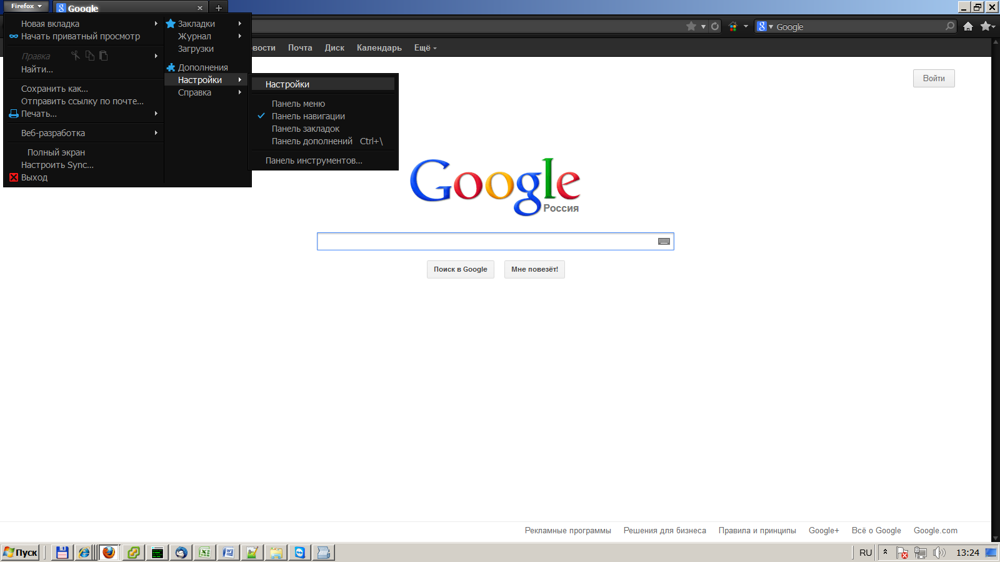 Firefox
Google
Новая вкладка
Начать приватный просмотр
Правка
Найти...
Сохранить как...
Отправить ссылку по почте...
Печать...
Веб-разработка
Полный экран
Настроить Sync...
Выход
Закладки
Журнал
Загрузки
Дополнения
Настройки
Справка
Настройки
Панель меню
Панель навигации
Панель закладок
Панель дополнений Ctrl+\
Панель инструментов...
Google
овости Почта Диск Календарь Ещё
Войти
Google
Россия
Поиск в Google Мне повезёт!
Рекламные программы Решения для бизнеса Правила и принципы Google+ Всё о Google Google.com
Пуск
RU 13:24